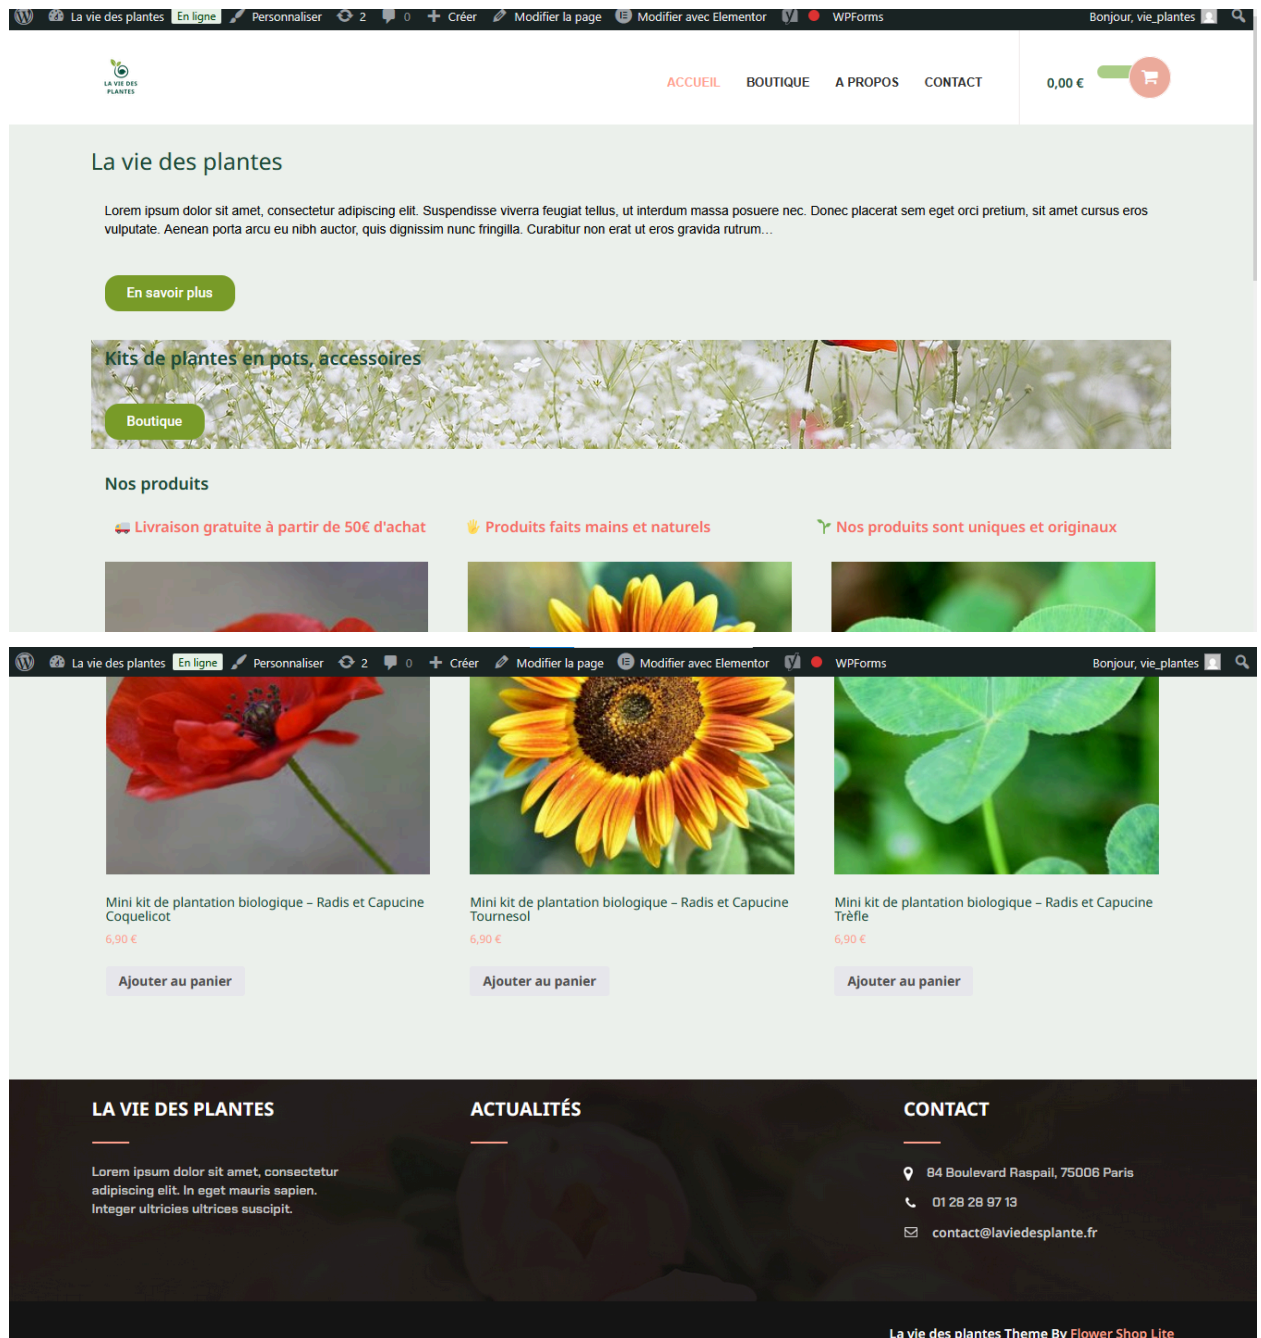 La vie des plantes En ligne Personnaliser 2 0 Créer Modifier la page Modifier avec Elementor WPForms Bonjour, vie_plantes
LA VIE DES
PLANTES
ACCUEIL BOUTIQUE A PROPOS CONTACT 0,00 €
La vie des plantes
Lorem ipsum dolor sit amet, consectetur adipiscing elit. Suspendisse viverra feugiat tellus, ut interdum massa posuere nec. Donec placerat sem eget orci pretium, sit amet cursus eros
vulputate. Aenean porta arcu eu nibh auctor, quis dignissim nunc fringilla. Curabitur non erat ut eros gravida rutrum…
En savoir plus
Kits de plantes en pots, accessoires
Boutique
Nos produits
Livraison gratuite à partir de 50€ d'achat
Produits faits mains et naturels
Nos produits sont uniques et originaux
La vie des plantes En ligne Personnaliser 2 0 Créer Modifier la page Modifier avec Elementor WPForms Bonjour, vie_plantes
Mini kit de plantation biologique – Radis et Capucine
Coquelicot
6,90 €
Ajouter au panier
Mini kit de plantation biologique – Radis et Capucine
Tournesol
6,90 €
Ajouter au panier
Mini kit de plantation biologique – Radis et Capucine
Trèfle
6,90 €
Ajouter au panier
LA VIE DES PLANTES
Lorem ipsum dolor sit amet, consectetur
adipiscing elit. In eget mauris sapien.
Integer ultricies ultrices suscipit.
ACTUALITÉS
CONTACT
84 Boulevard Raspail, 75006 Paris
01 28 28 97 13
contact@laviedesplante.fr
La vie des plantes Theme By Flower Shop Lite